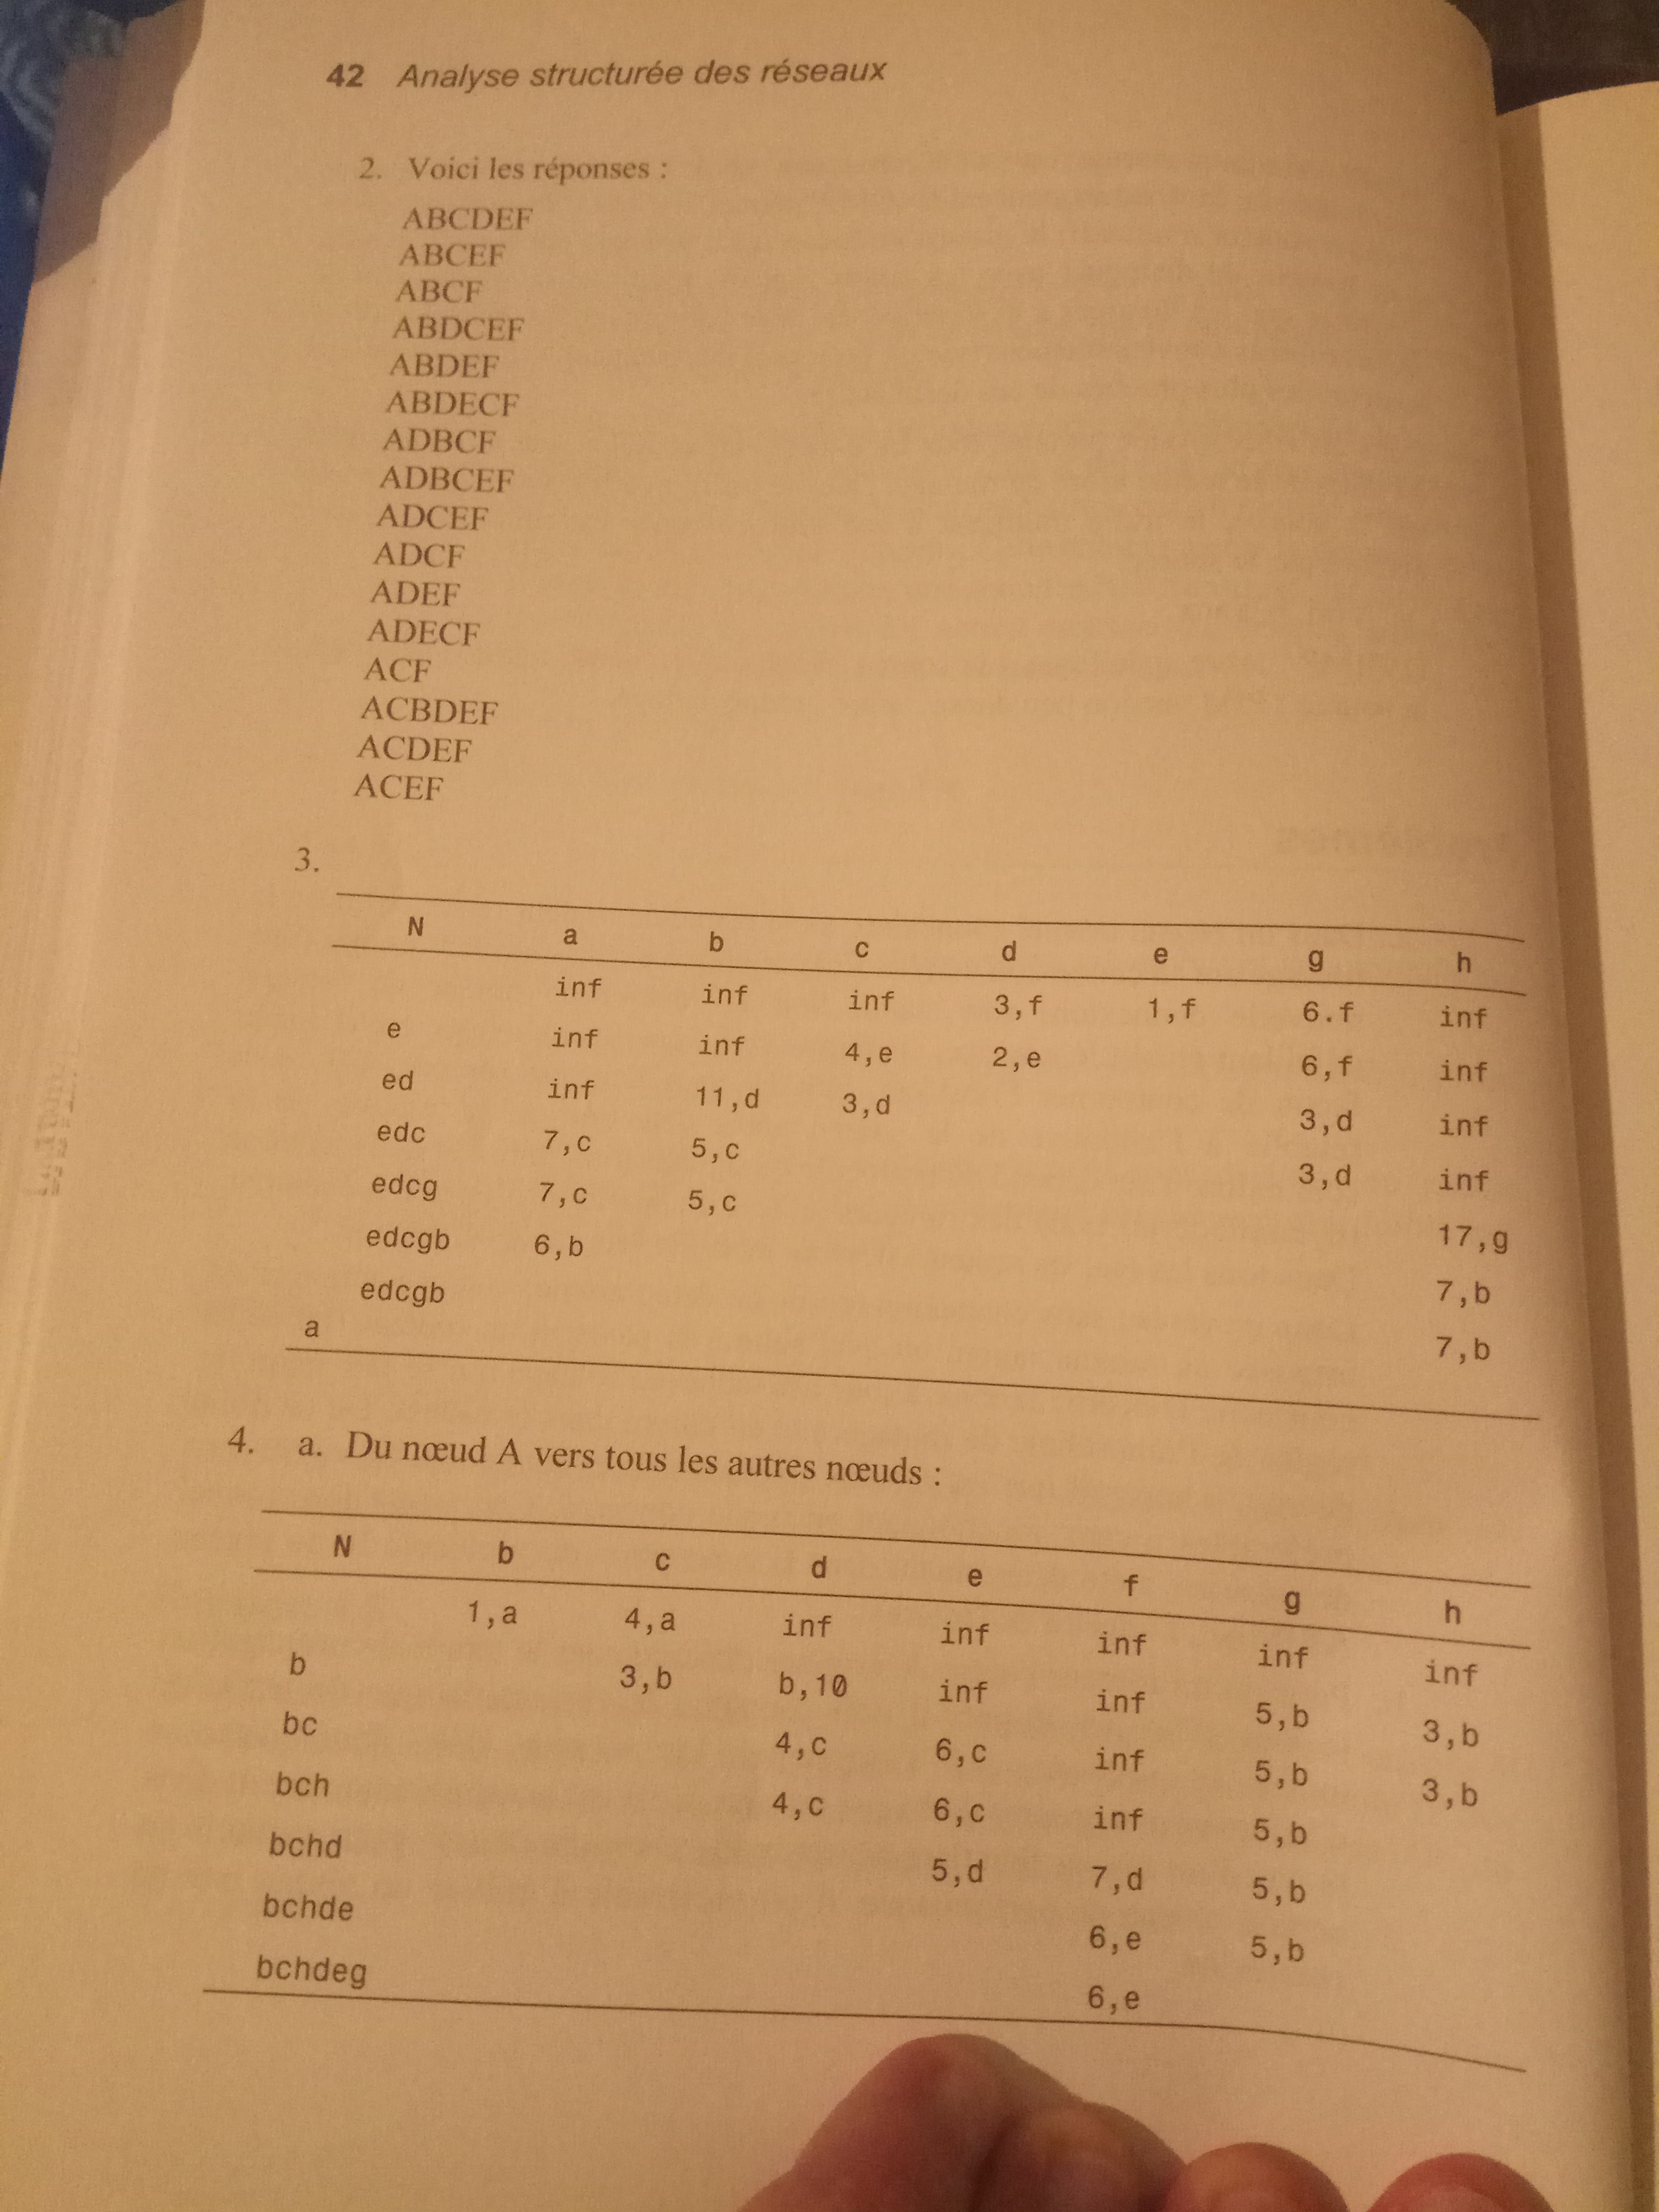 42 Analyse structurée des réseaux
2. Voici les réponses :
ABCDEF
ABCEF
ABCF
ABDCEF
ABDEF
ABDECF
ADBCF
ADBCEF
ADCEF
ADCF
ADEF
ADECF
ACF
ACBDEF
ACDEF
ACEF
3.
N a b c d e g h
inf inf inf 3,f 1,f 6.f inf
e inf inf 4,e 2,e 6,f inf
ed inf 11,d 3,d 3,d inf
edc 7,c 5,c 3,d inf
edcg 7,c 5,c 17,g
edcgb 6,b 7,b
edcgb 7,b
a
4. a. Du nœud A vers tous les autres nœuds :
N b c d e f g h
1,a 4,a inf inf inf inf inf
b 3,b b,10 inf inf 5,b 3,b
bc 4,c 6,c inf 5,b 3,b
bch 4,c 6,c inf 5,b
bchd 5,d 7,d 5,b
bchde 6,e 5,b
bchdeg 6,e